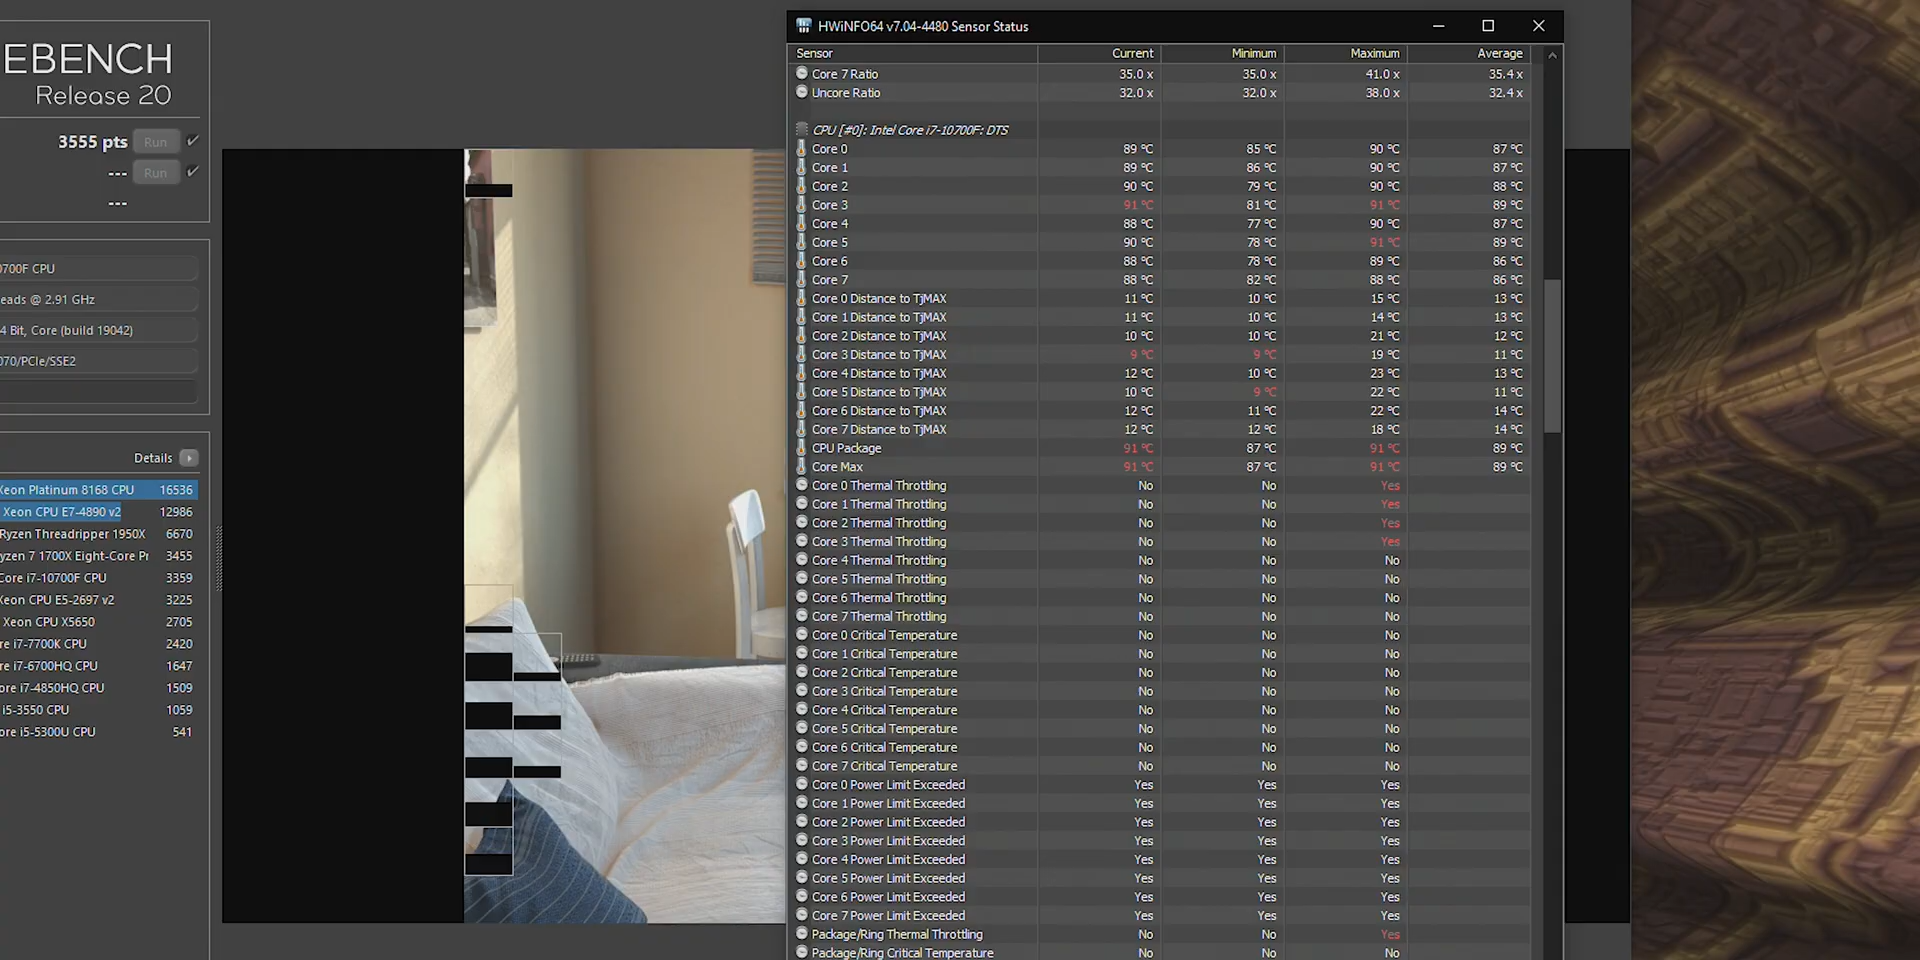 EBENCH
Release 20
3555 pts Run
--- Run
---
0700F CPU
eads @ 2.91 GHz
4 Bit, Core (build 19042)
070/PCIe/SSE2
Details
Xeon Platinum 8168 CPU 16536
Xeon CPU E7-4890 v2 12986
Ryzen Threadripper 1950X 6670
yzen 7 1700X Eight-Core Pr 3455
Core i7-10700F CPU 3359
Xeon CPU E5-2697 v2 3225
Xeon CPU X5650 2705
re i7-7700K CPU 2420
re i7-6700HQ CPU 1647
ore i7-4850HQ CPU 1509
i5-3550 CPU 1059
ore i5-5300U CPU 541
HWiNFO64 v7.04-4480 Sensor Status
Sensor Current Minimum Maximum Average
Core 7 Ratio 35.0 x 35.0 x 41.0 x 35.4 x
Uncore Ratio 32.0 x 32.0 x 38.0 x 32.4 x
CPU [#0]: Intel Core i7-10700F: DTS
Core 0 89 °C 85 °C 90 °C 87 °C
Core 1 89 °C 86 °C 90 °C 87 °C
Core 2 90 °C 79 °C 90 °C 88 °C
Core 3 91 °C 81 °C 91 °C 89 °C
Core 4 88 °C 77 °C 90 °C 87 °C
Core 5 90 °C 78 °C 91 °C 89 °C
Core 6 88 °C 78 °C 89 °C 86 °C
Core 7 88 °C 82 °C 88 °C 86 °C
Core 0 Distance to TjMAX 11 °C 10 °C 15 °C 13 °C
Core 1 Distance to TjMAX 11 °C 10 °C 14 °C 13 °C
Core 2 Distance to TjMAX 10 °C 10 °C 21 °C 12 °C
Core 3 Distance to TjMAX 9 °C 9 °C 19 °C 11 °C
Core 4 Distance to TjMAX 12 °C 10 °C 23 °C 13 °C
Core 5 Distance to TjMAX 10 °C 9 °C 22 °C 11 °C
Core 6 Distance to TjMAX 12 °C 11 °C 22 °C 14 °C
Core 7 Distance to TjMAX 12 °C 12 °C 18 °C 14 °C
CPU Package 91 °C 87 °C 91 °C 89 °C
Core Max 91 °C 87 °C 91 °C 89 °C
Core 0 Thermal Throttling No No Yes
Core 1 Thermal Throttling No No Yes
Core 2 Thermal Throttling No No Yes
Core 3 Thermal Throttling No No Yes
Core 4 Thermal Throttling No No No
Core 5 Thermal Throttling No No No
Core 6 Thermal Throttling No No No
Core 7 Thermal Throttling No No No
Core 0 Critical Temperature No No No
Core 1 Critical Temperature No No No
Core 2 Critical Temperature No No No
Core 3 Critical Temperature No No No
Core 4 Critical Temperature No No No
Core 5 Critical Temperature No No No
Core 6 Critical Temperature No No No
Core 7 Critical Temperature No No No
Core 0 Power Limit Exceeded Yes Yes Yes
Core 1 Power Limit Exceeded Yes Yes Yes
Core 2 Power Limit Exceeded Yes Yes Yes
Core 3 Power Limit Exceeded Yes Yes Yes
Core 4 Power Limit Exceeded Yes Yes Yes
Core 5 Power Limit Exceeded Yes Yes Yes
Core 6 Power Limit Exceeded Yes Yes Yes
Core 7 Power Limit Exceeded Yes Yes Yes
Package/Ring Thermal Throttling No No Yes
Package/Ring Critical Temperature No No No